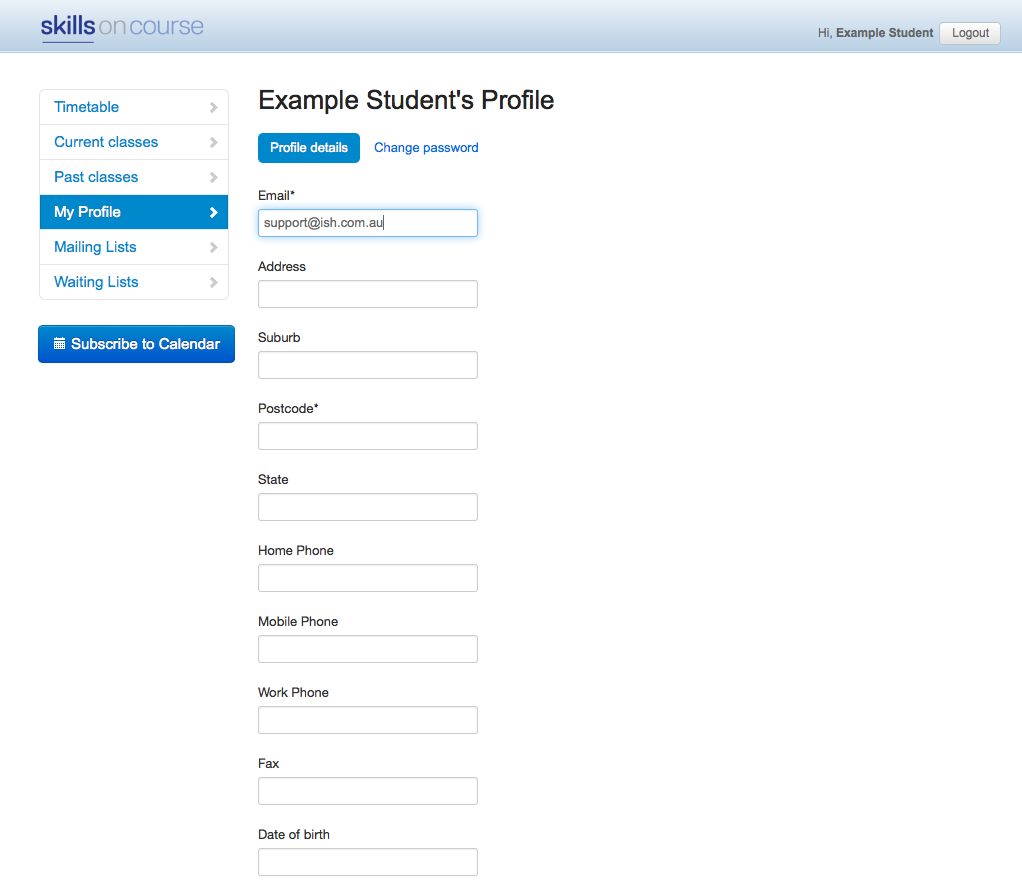 skills on course
Hi, Example Student Logout
Timetable
Current classes
Past classes
My Profile
Mailing Lists
Waiting Lists
Subscribe to Calendar
Example Student's Profile
Profile details Change password
Email*
support@ish.com.au
Address
Suburb
Postcode*
State
Home Phone
Mobile Phone
Work Phone
Fax
Date of birth